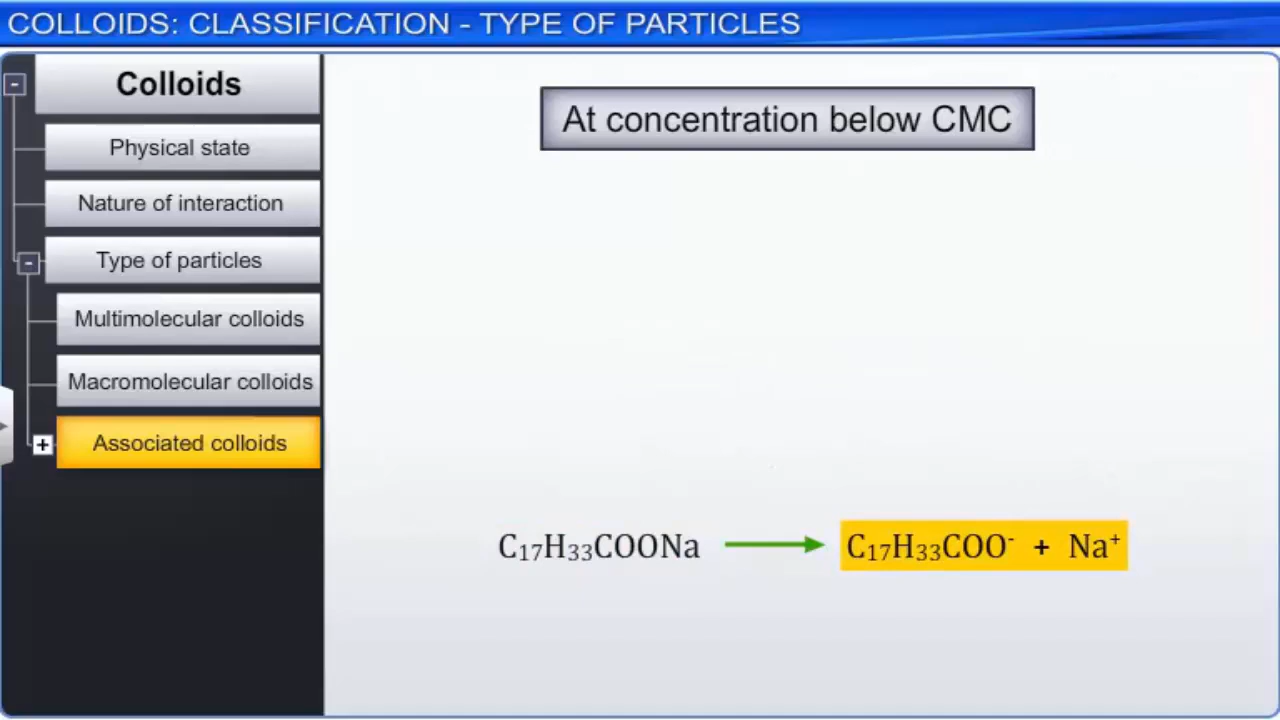 COLLOIDS: CLASSIFICATION - TYPE OF PARTICLES
Colloids
Physical state
Nature of interaction
Type of particles
Multimolecular colloids
Macromolecular colloids
Associated colloids
At concentration below CMC
C₁₇H₃₃COONa → C₁₇H₃₃COO⁻ + Na⁺